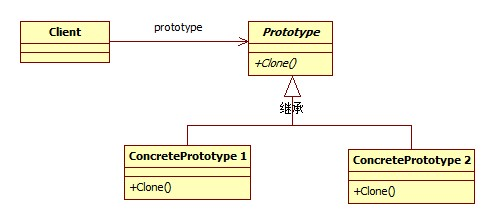 Client
prototype
Prototype
+Clone()
继承
ConcretePrototype 1
+Clone()
ConcretePrototype 2
+Clone()